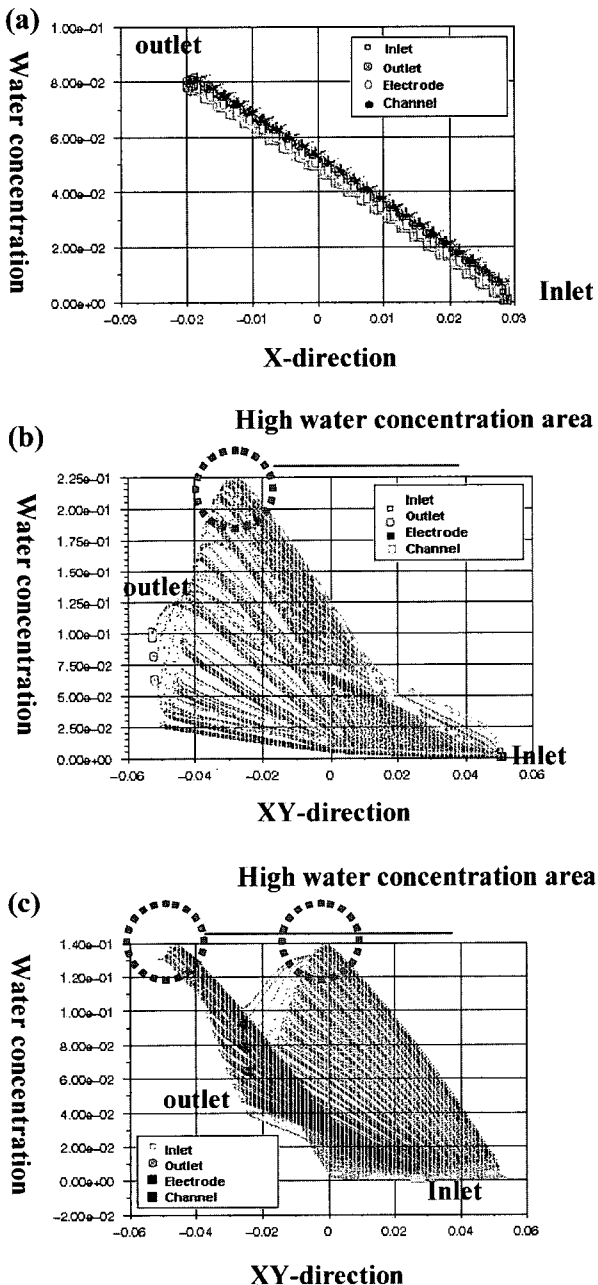 (a)
Water concentration
1.00e−01
8.00e−02
6.00e−02
4.00e−02
2.00e−02
0.00e+00
outlet
Inlet
Outlet
Electrode
Channel
Inlet
−0.03 −0.02 −0.01 0 0.01 0.02 0.03
X-direction
High water concentration area
(b)
Water concentration
2.25e−01
2.00e−01
1.75e−01
1.50e−01
1.25e−01
1.00e−01
7.50e−02
5.00e−02
2.50e−02
0.00e+00
outlet
Inlet
Outlet
Electrode
Channel
Inlet
−0.06 −0.04 −0.02 0 0.02 0.04 0.06
XY-direction
High water concentration area
(c)
Water concentration
1.40e−01
1.20e−01
1.00e−01
8.00e−02
6.00e−02
4.00e−02
2.00e−02
0.00e+00
−2.00e−02
outlet
Inlet
Outlet
Electrode
Channel
Inlet
−0.06 −0.04 −0.02 0 0.02 0.04 0.06
XY-direction